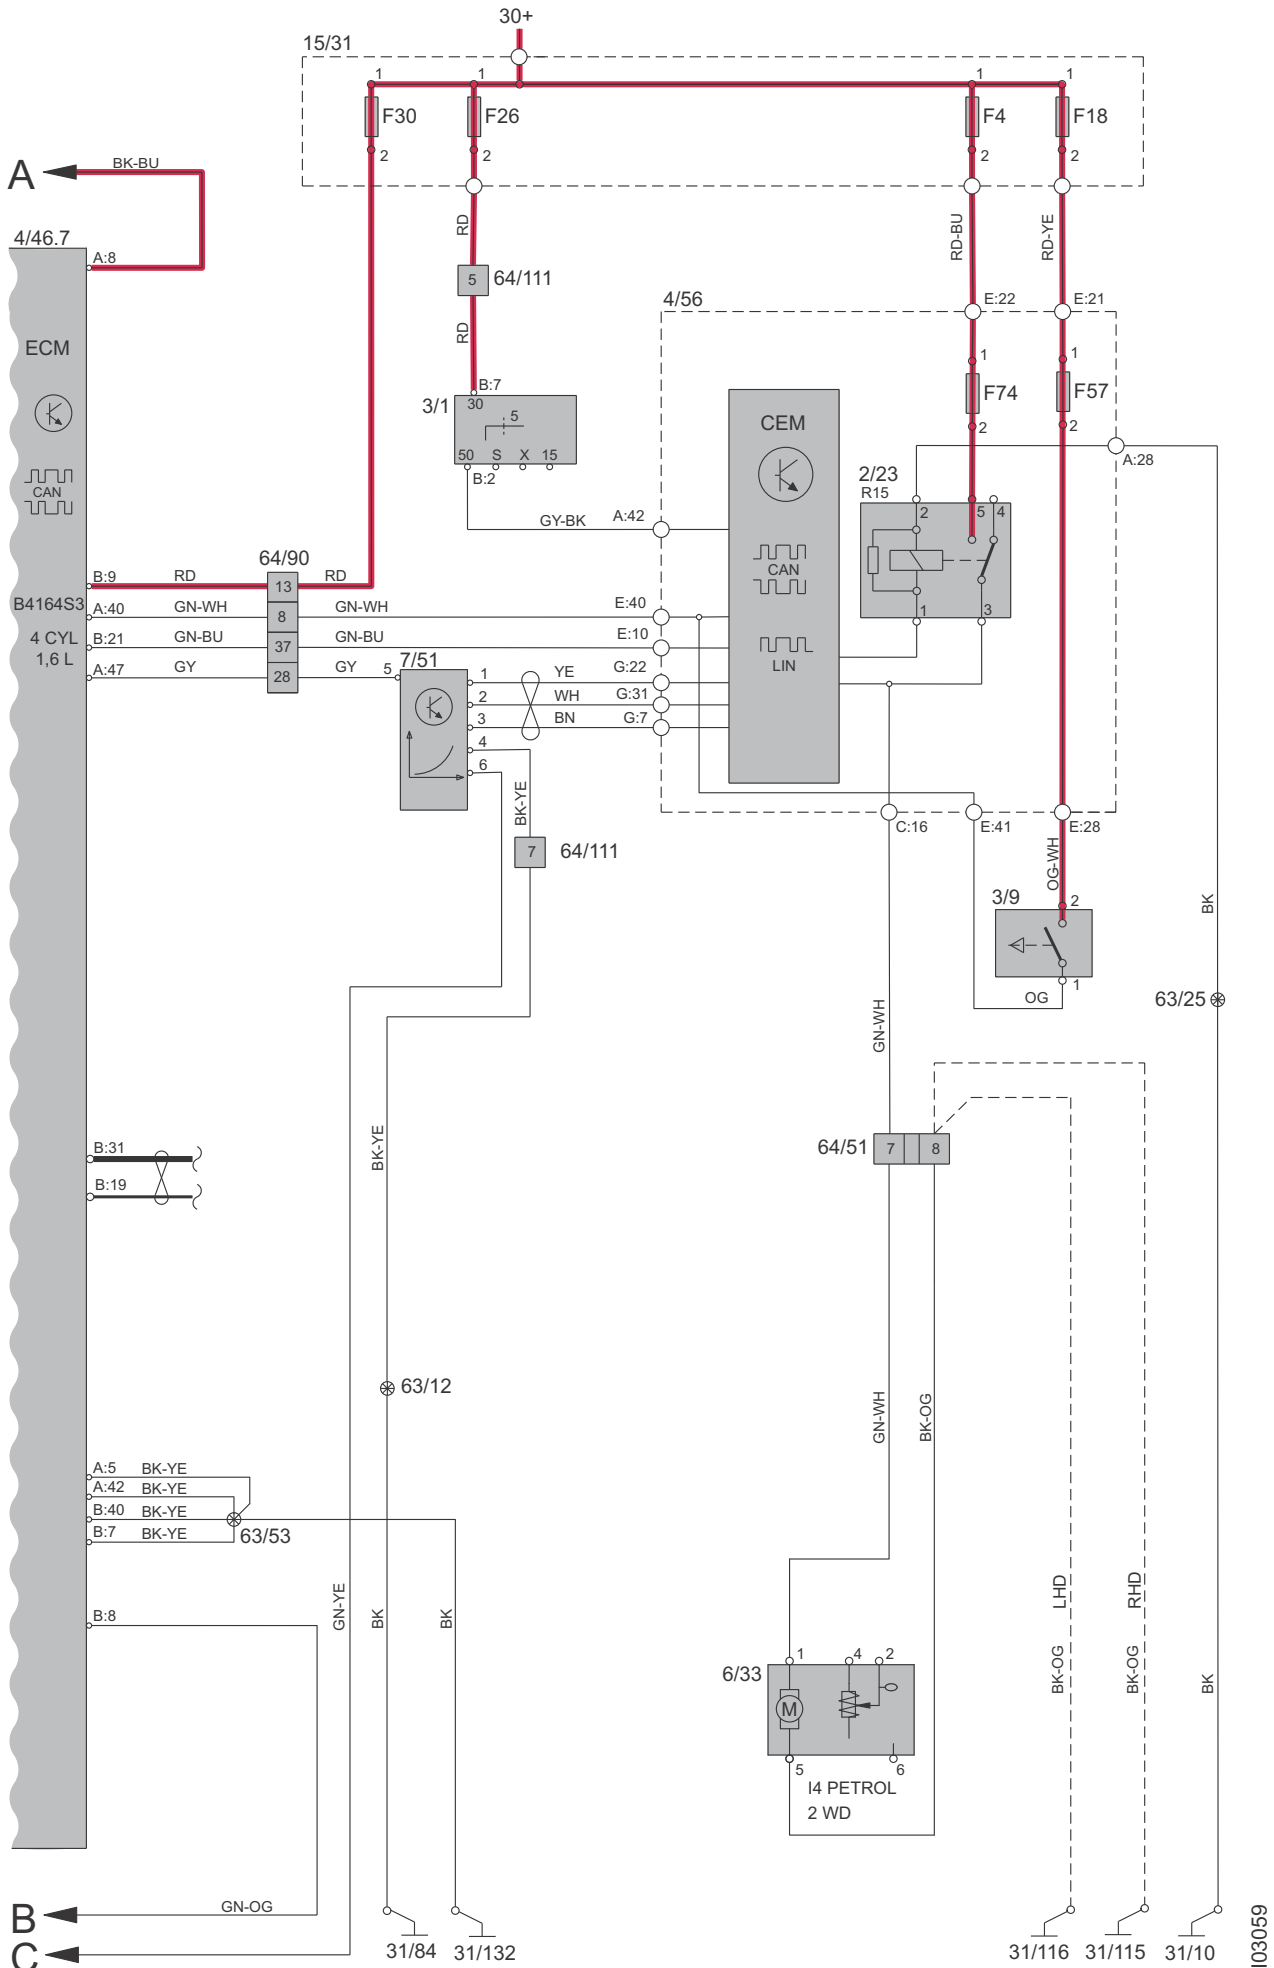 30+
15/31
1 1 1 1
F30 F26 F4 F18
2 2 2 2
A BK-BU
4/46.7
A:8
RD RD-BU RD-YE
5 64/111
4/56 E:22 E:21
RD
ECM
1 1
B:7
3/1 30
5
50 S X 15
B:2
CEM
F74 F57
2 2
A:28
2/23
R15
2 5 4
CAN
GY-BK A:42
CAN
64/90
B:9 RD 13 RD
B4164S3
A:40 GN-WH 8 GN-WH E:40
1 3
4 CYL
1,6 L
B:21 GN-BU 37 GN-BU E:10
LIN
A:47 GY 28 GY 5
7/51
1 YE G:22
2 WH G:31
3 BN G:7
4
6
BK-YE
7 64/111
C:16 E:41 E:28
OG-WH
3/9 2
1
OG
BK
63/25
GN-WH
64/51 7 8
BK-YE
B:31
B:19
63/12
GN-WH BK-OG
A:5 BK-YE
A:42 BK-YE
B:40 BK-YE
B:7 BK-YE
63/53
GN-YE BK BK
LHD RHD
B:8
BK-OG BK-OG BK
6/33 1 4 2
M
5 6
I4 PETROL
2 WD
B GN-OG
C
31/84 31/132 31/116 31/115 31/10
I03059